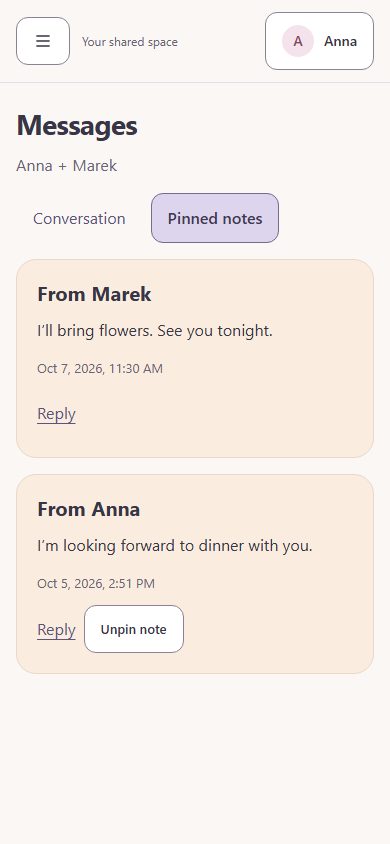 Your shared space
A Anna
Messages
Anna + Marek
Conversation Pinned notes
From Marek
I’ll bring flowers. See you tonight.
Oct 7, 2026, 11:30 AM
Reply
From Anna
I’m looking forward to dinner with you.
Oct 5, 2026, 2:51 PM
Reply Unpin note